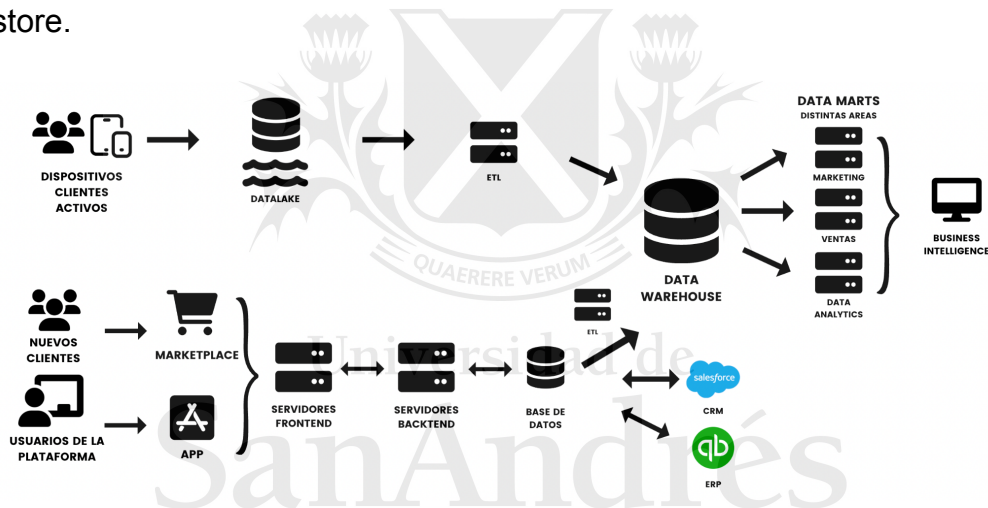 store.
DATA MARTS
DISTINTAS AREAS
DISPOSITIVOS
CLIENTES
ACTIVOS
DATALAKE
ETL
MARKETING
VENTAS
DATA
ANALYTICS
BUSINESS
INTELLIGENCE
DATA
WAREHOUSE
QUAERERE VERUM
ETL
NUEVOS
CLIENTES
MARKETPLACE
Universidad de
SanAndrés
USUARIOS DE LA
PLATAFORMA
APP
SERVIDORES
FRONTEND
SERVIDORES
BACKTEND
BASE DE
DATOS
salesforce
CRM
qb
ERP